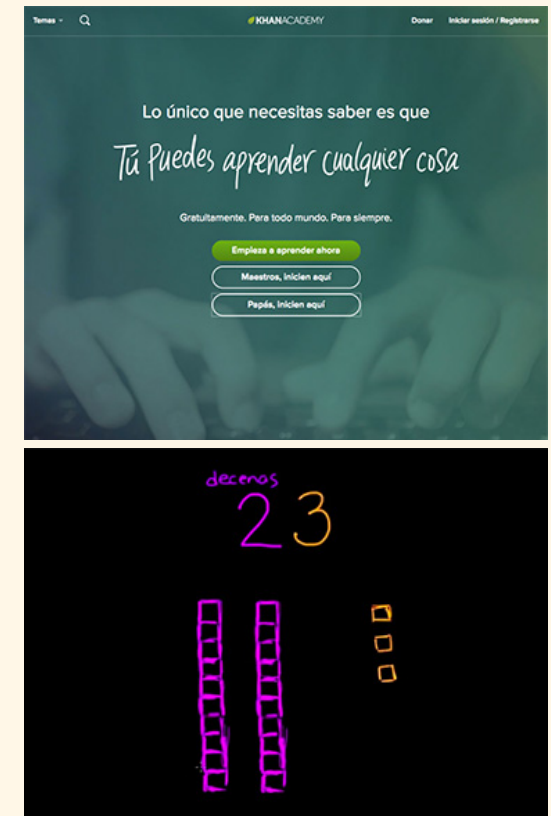 Temas
KHANACADEMY
Donar
Iniciar sesión / Registrarse
Lo único que necesitas saber es que
Tú Puedes aprender cualquier cosa
Gratuitamente. Para todo mundo. Para siempre.
Empieza a aprender ahora
Maestros, inicien aquí
Papás, inicien aquí
decenas
23